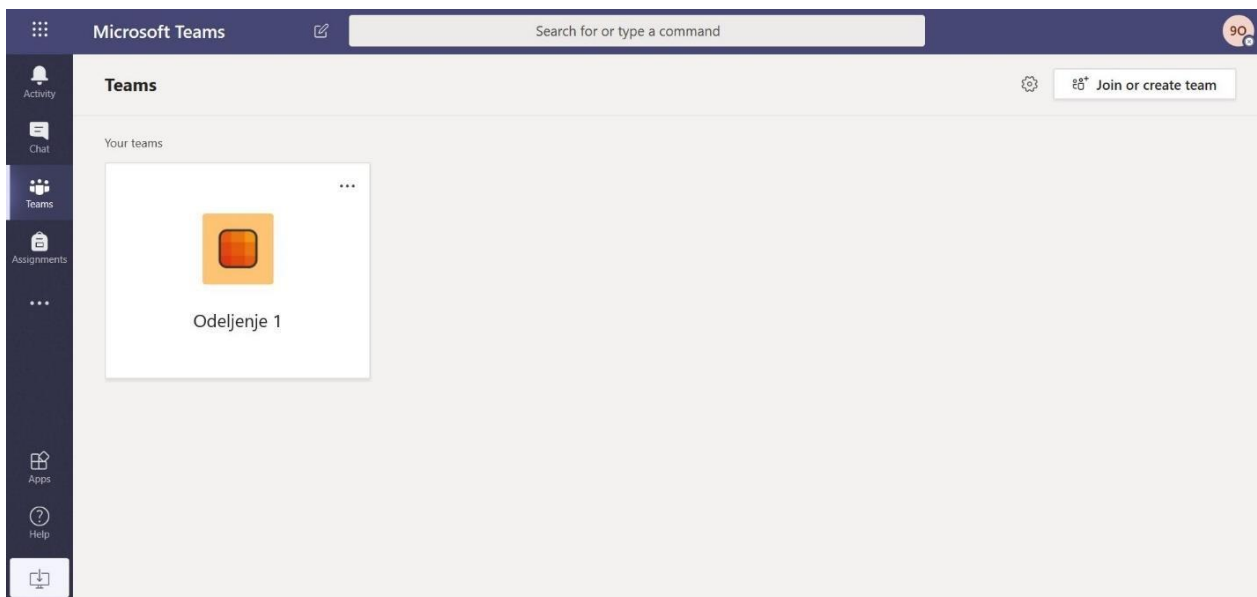 Microsoft Teams
Search for or type a command
9O
Activity
Chat
Teams
Assignments
Apps
Help
Teams
Join or create team
Your teams
Odeljenje 1